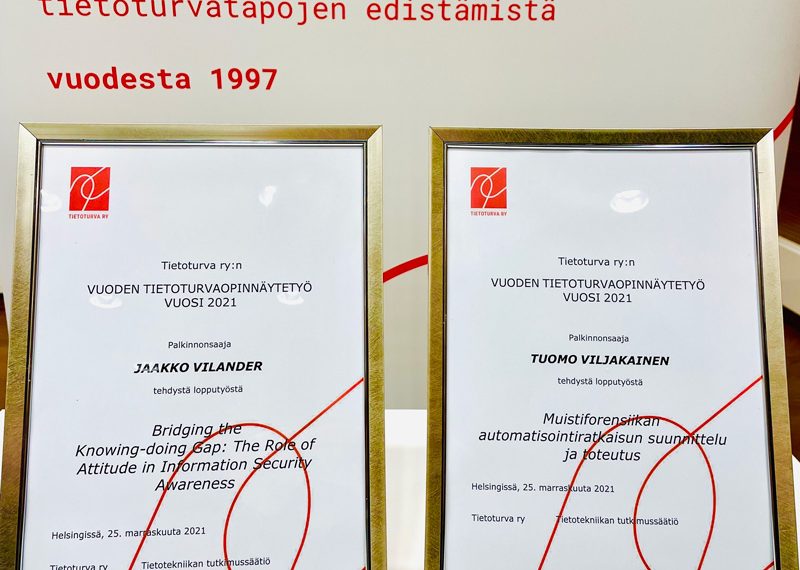 tietoturvatapojen edistämistä
vuodesta 1997
TIETOTURVA RY
Tietoturva ry:n
VUODEN TIETOTURVAOPINNÄYTETYÖ
VUOSI 2021
Palkinnonsaaja
JAAKKO VILANDER
tehdystä lopputyöstä
Bridging the
Knowing-doing Gap: The Role of
Attitude in Information Security
Awareness
Helsingissä, 25. marraskuuta 2021
Tietoturva ry Tietotekniikan tutkimussäätiö
TIETOTURVA RY
Tietoturva ry:n
VUODEN TIETOTURVAOPINNÄYTETYÖ
VUOSI 2021
Palkinnonsaaja
TUOMO VILJAKAINEN
tehdystä lopputyöstä
Muistiforensiikan
automatisointiratkaisun suunnittelu
ja toteutus
Helsingissä, 25. marraskuuta 2021
Tietoturva ry Tietotekniikan tutkimussäätiö